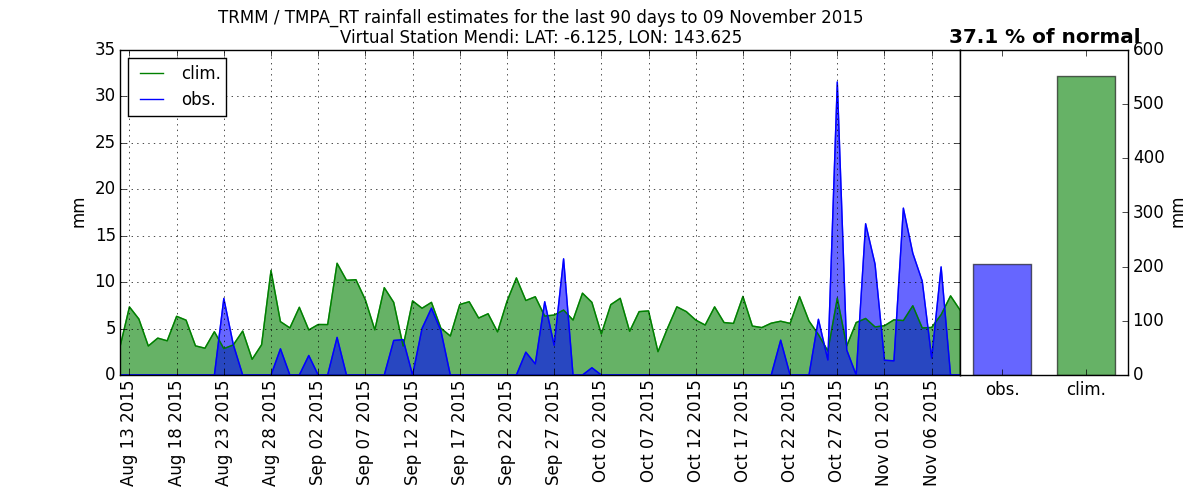 TRMM / TMPA_RT rainfall estimates for the last 90 days to 09 November 2015
Virtual Station Mendi: LAT: -6.125, LON: 143.625
37.1 % of normal
clim.
obs.
35
30
25
20
15
10
5
0
mm
Aug 13 2015
Aug 18 2015
Aug 23 2015
Aug 28 2015
Sep 02 2015
Sep 07 2015
Sep 12 2015
Sep 17 2015
Sep 22 2015
Sep 27 2015
Oct 02 2015
Oct 07 2015
Oct 12 2015
Oct 17 2015
Oct 22 2015
Oct 27 2015
Nov 01 2015
Nov 06 2015
600
500
400
300
200
100
0
mm
obs.
clim.